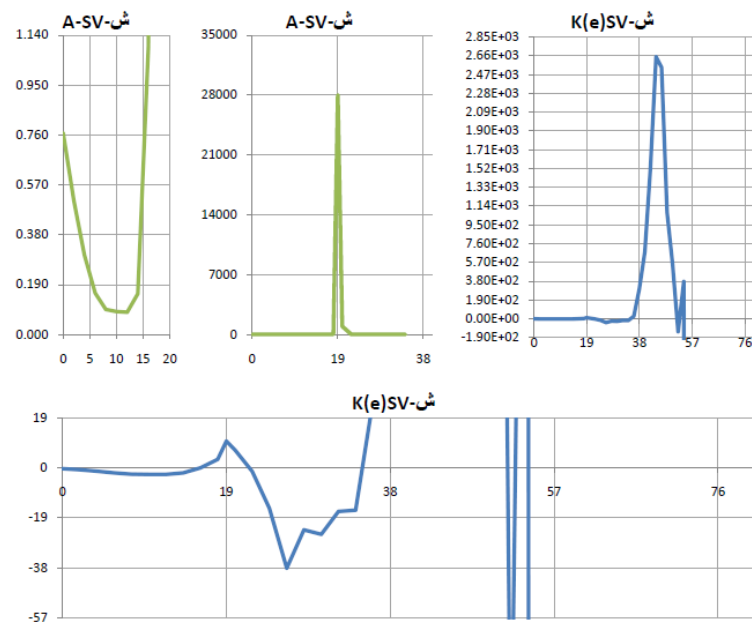 A-SV-ش
1.140
0.950
0.760
0.570
0.380
0.190
0.000
0 5 10 15 20
A-SV-ش
35000
28000
21000
14000
7000
0
0 19 38
K(e)SV-ش
2.85E+03
2.66E+03
2.47E+03
2.28E+03
2.09E+03
1.90E+03
1.71E+03
1.52E+03
1.33E+03
1.14E+03
9.50E+02
7.60E+02
5.70E+02
3.80E+02
1.90E+02
0.00E+00
-1.90E+02
0 19 38 57 76
K(e)SV-ش
19
0
-19
-38
-57
0 19 38 57 76